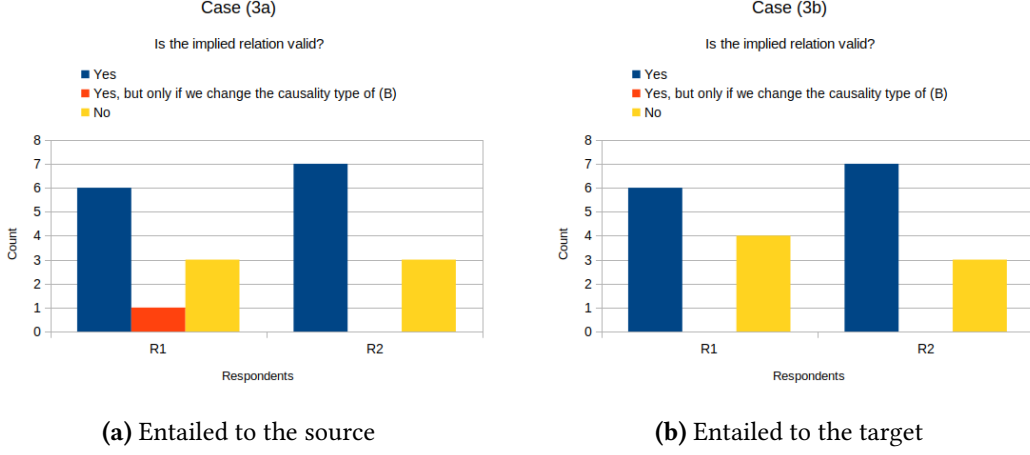 Case (3a)
Is the implied relation valid?
Yes
Yes, but only if we change the causality type of (B)
No
8
7
6
5
4
3
2
1
0
Count
R1 R2
Respondents
(a) Entailed to the source
Case (3b)
Is the implied relation valid?
Yes
Yes, but only if we change the causality type of (B)
No
8
7
6
5
4
3
2
1
0
Count
R1 R2
Respondents
(b) Entailed to the target